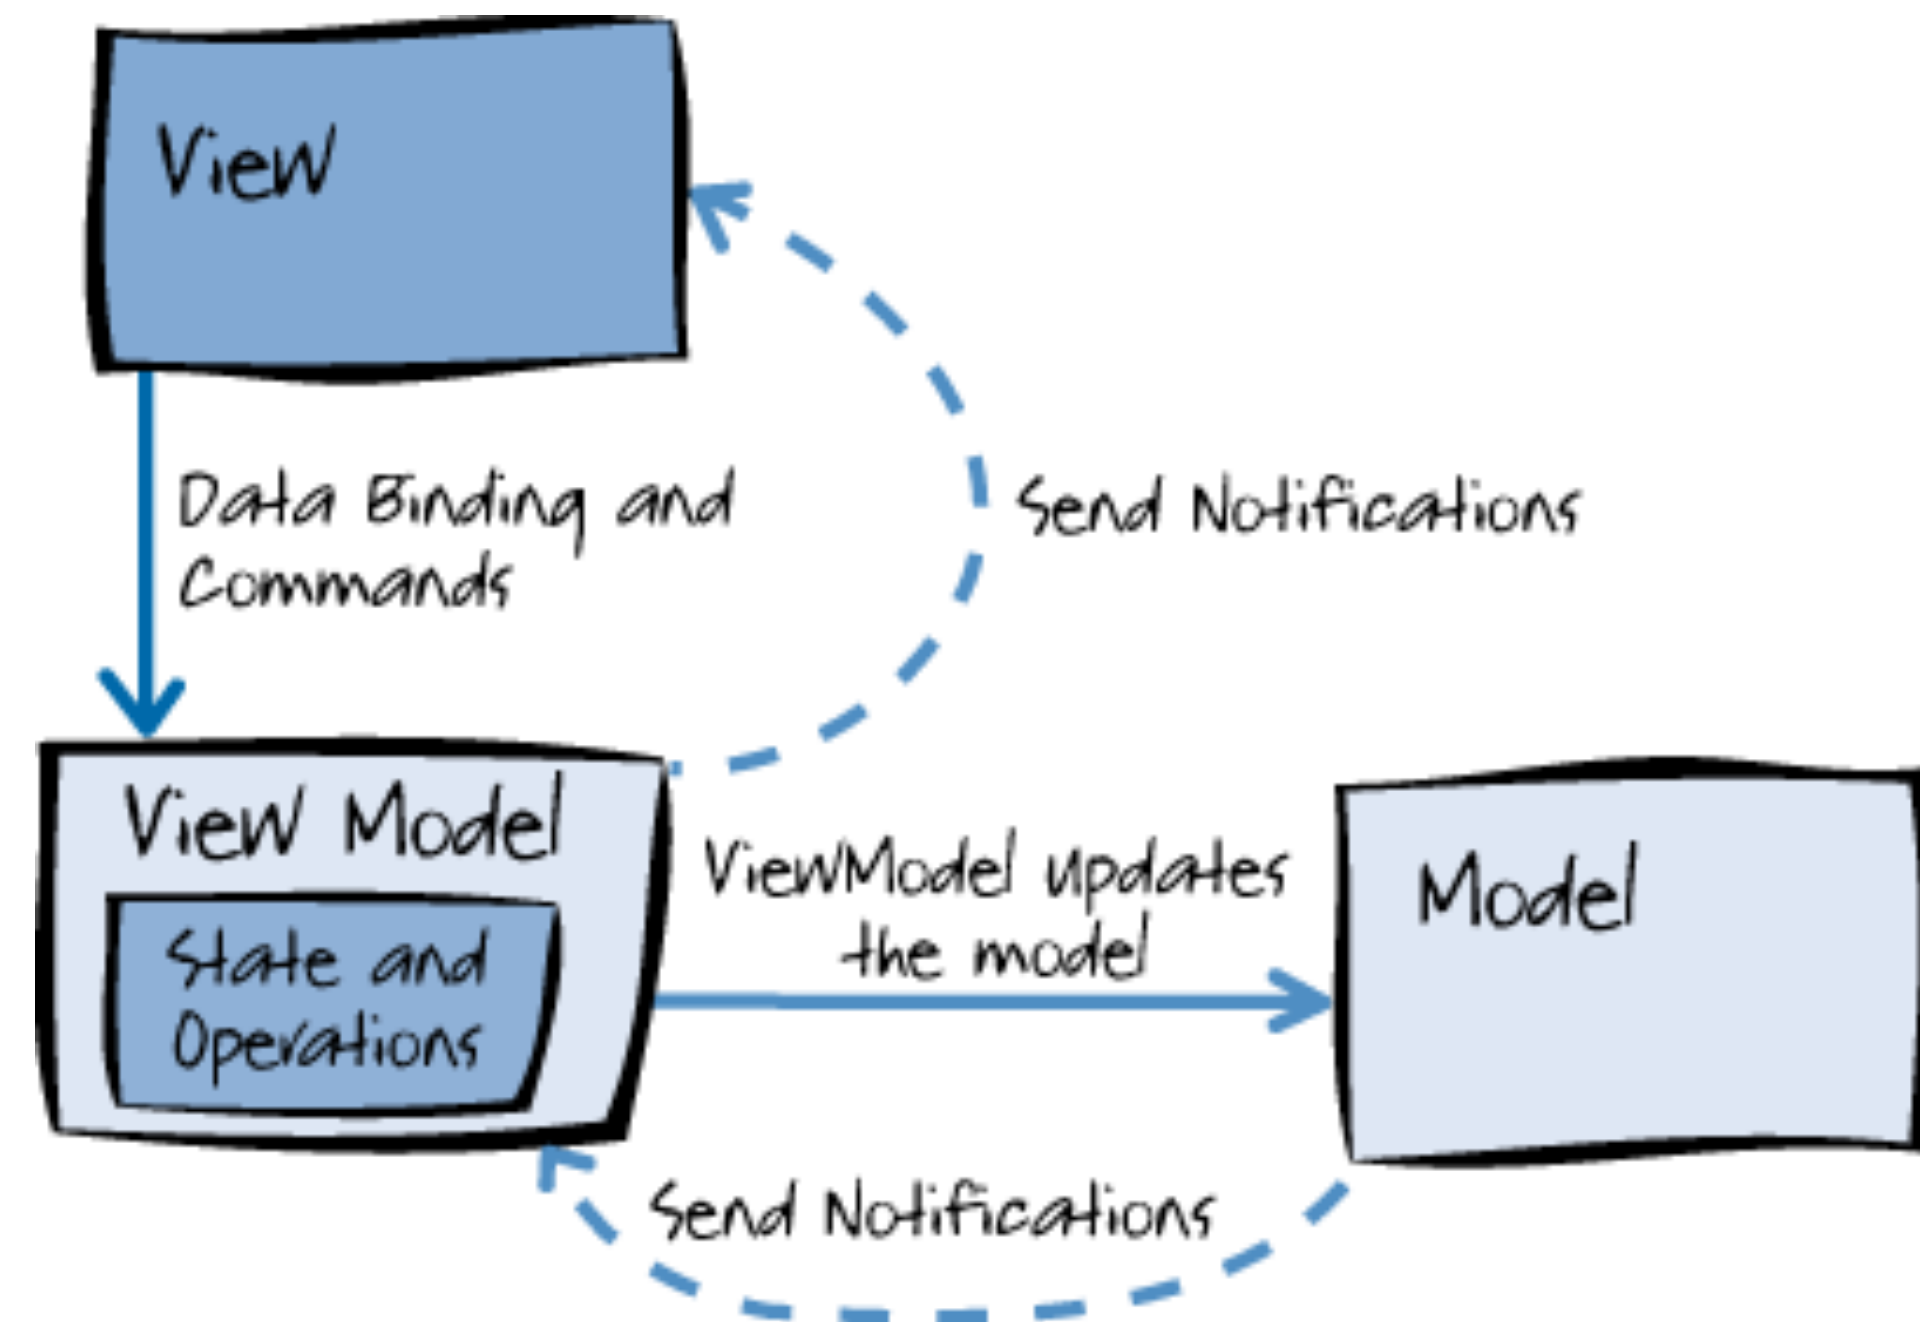 View
Data Binding and
Commands
Send Notifications
View Model
State and
Operations
ViewModel updates
the model
Model
Send Notifications